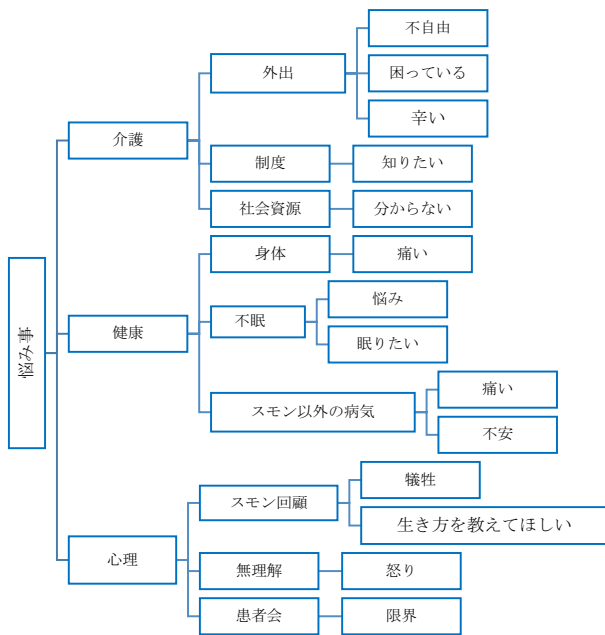 悩み事
介護
外出
不自由
困っている
辛い
制度
知りたい
社会資源
分からない
健康
身体
痛い
不眠
悩み
眠りたい
スモン以外の病気
痛い
不安
心理
スモン回顧
犠牲
生き方を教えてほしい
無理解
怒り
患者会
限界